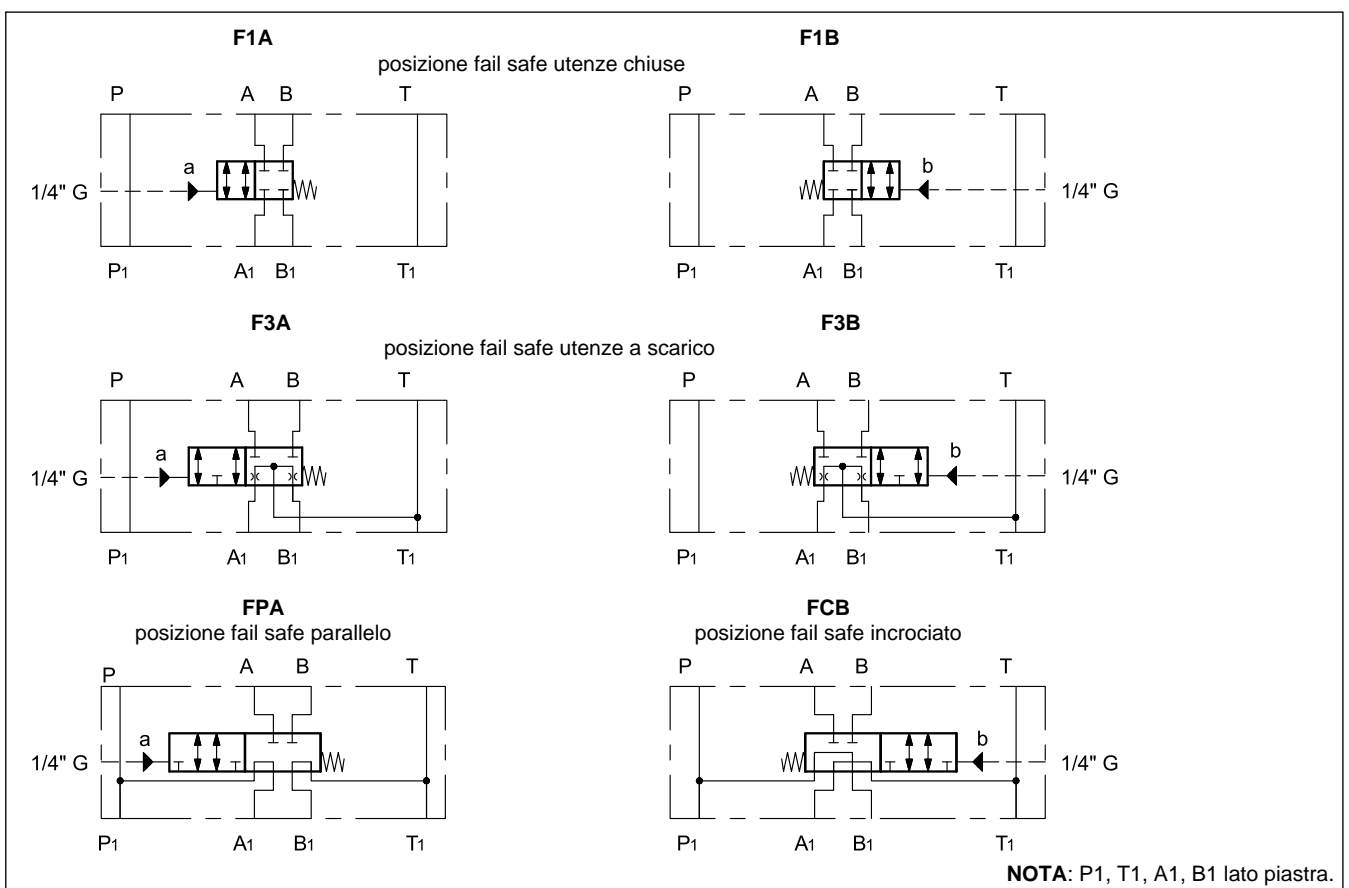 F1A F1B
posizione fail safe utenze chiuse
P A B T P A B T
a b
1/4" G 1/4" G
P1 A1 B1 T1 P1 A1 B1 T1
F3A F3B
posizione fail safe utenze a scarico
P A B T P A B T
a b
1/4" G 1/4" G
P1 A1 B1 T1 P1 A1 B1 T1
FPA FCB
posizione fail safe parallelo posizione fail safe incrociato
P A B T P A B T
a b
1/4" G 1/4" G
P1 A1 B1 T1 P1 A1 B1 T1
NOTA: P1, T1, A1, B1 lato piastra.